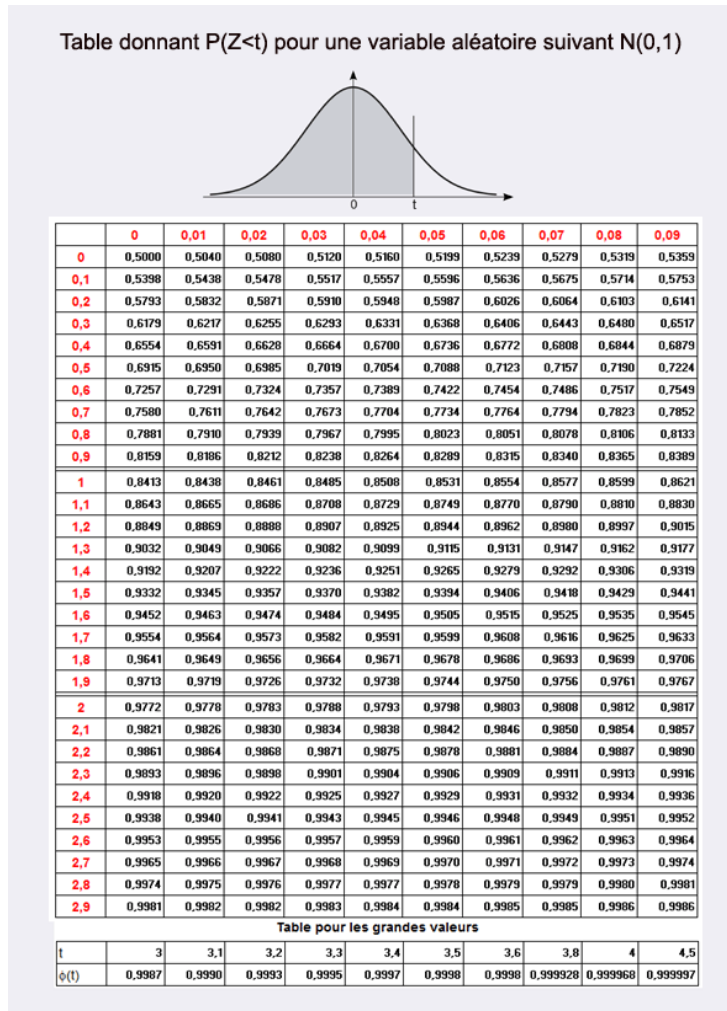 Table donnant P(Z<t) pour une variable aléatoire suivant N(0,1)
0 t
0 0,01 0,02 0,03 0,04 0,05 0,06 0,07 0,08 0,09
0 0,5000 0,5040 0,5080 0,5120 0,5160 0,5199 0,5239 0,5279 0,5319 0,5359
0,1 0,5398 0,5438 0,5478 0,5517 0,5557 0,5596 0,5636 0,5675 0,5714 0,5753
0,2 0,5793 0,5832 0,5871 0,5910 0,5948 0,5987 0,6026 0,6064 0,6103 0,6141
0,3 0,6179 0,6217 0,6255 0,6293 0,6331 0,6368 0,6406 0,6443 0,6480 0,6517
0,4 0,6554 0,6591 0,6628 0,6664 0,6700 0,6736 0,6772 0,6808 0,6844 0,6879
0,5 0,6915 0,6950 0,6985 0,7019 0,7054 0,7088 0,7123 0,7157 0,7190 0,7224
0,6 0,7257 0,7291 0,7324 0,7357 0,7389 0,7422 0,7454 0,7486 0,7517 0,7549
0,7 0,7580 0,7611 0,7642 0,7673 0,7704 0,7734 0,7764 0,7794 0,7823 0,7852
0,8 0,7881 0,7910 0,7939 0,7967 0,7995 0,8023 0,8051 0,8078 0,8106 0,8133
0,9 0,8159 0,8186 0,8212 0,8238 0,8264 0,8289 0,8315 0,8340 0,8365 0,8389
1 0,8413 0,8438 0,8461 0,8485 0,8508 0,8531 0,8554 0,8577 0,8599 0,8621
1,1 0,8643 0,8665 0,8686 0,8708 0,8729 0,8749 0,8770 0,8790 0,8810 0,8830
1,2 0,8849 0,8869 0,8888 0,8907 0,8925 0,8944 0,8962 0,8980 0,8997 0,9015
1,3 0,9032 0,9049 0,9066 0,9082 0,9099 0,9115 0,9131 0,9147 0,9162 0,9177
1,4 0,9192 0,9207 0,9222 0,9236 0,9251 0,9265 0,9279 0,9292 0,9306 0,9319
1,5 0,9332 0,9345 0,9357 0,9370 0,9382 0,9394 0,9406 0,9418 0,9429 0,9441
1,6 0,9452 0,9463 0,9474 0,9484 0,9495 0,9505 0,9515 0,9525 0,9535 0,9545
1,7 0,9554 0,9564 0,9573 0,9582 0,9591 0,9599 0,9608 0,9616 0,9625 0,9633
1,8 0,9641 0,9649 0,9656 0,9664 0,9671 0,9678 0,9686 0,9693 0,9699 0,9706
1,9 0,9713 0,9719 0,9726 0,9732 0,9738 0,9744 0,9750 0,9756 0,9761 0,9767
2 0,9772 0,9778 0,9783 0,9788 0,9793 0,9798 0,9803 0,9808 0,9812 0,9817
2,1 0,9821 0,9826 0,9830 0,9834 0,9838 0,9842 0,9846 0,9850 0,9854 0,9857
2,2 0,9861 0,9864 0,9868 0,9871 0,9875 0,9878 0,9881 0,9884 0,9887 0,9890
2,3 0,9893 0,9896 0,9898 0,9901 0,9904 0,9906 0,9909 0,9911 0,9913 0,9916
2,4 0,9918 0,9920 0,9922 0,9925 0,9927 0,9929 0,9931 0,9932 0,9934 0,9936
2,5 0,9938 0,9940 0,9941 0,9943 0,9945 0,9946 0,9948 0,9949 0,9951 0,9952
2,6 0,9953 0,9955 0,9956 0,9957 0,9959 0,9960 0,9961 0,9962 0,9963 0,9964
2,7 0,9965 0,9966 0,9967 0,9968 0,9969 0,9970 0,9971 0,9972 0,9973 0,9974
2,8 0,9974 0,9975 0,9976 0,9977 0,9977 0,9978 0,9979 0,9979 0,9980 0,9981
2,9 0,9981 0,9982 0,9982 0,9983 0,9984 0,9984 0,9985 0,9985 0,9986 0,9986
Table pour les grandes valeurs
t 3 3,1 3,2 3,3 3,4 3,5 3,6 3,8 4 4,5
ϕ(t) 0,9987 0,9990 0,9993 0,9995 0,9997 0,9998 0,9998 0,999928 0,999968 0,999997